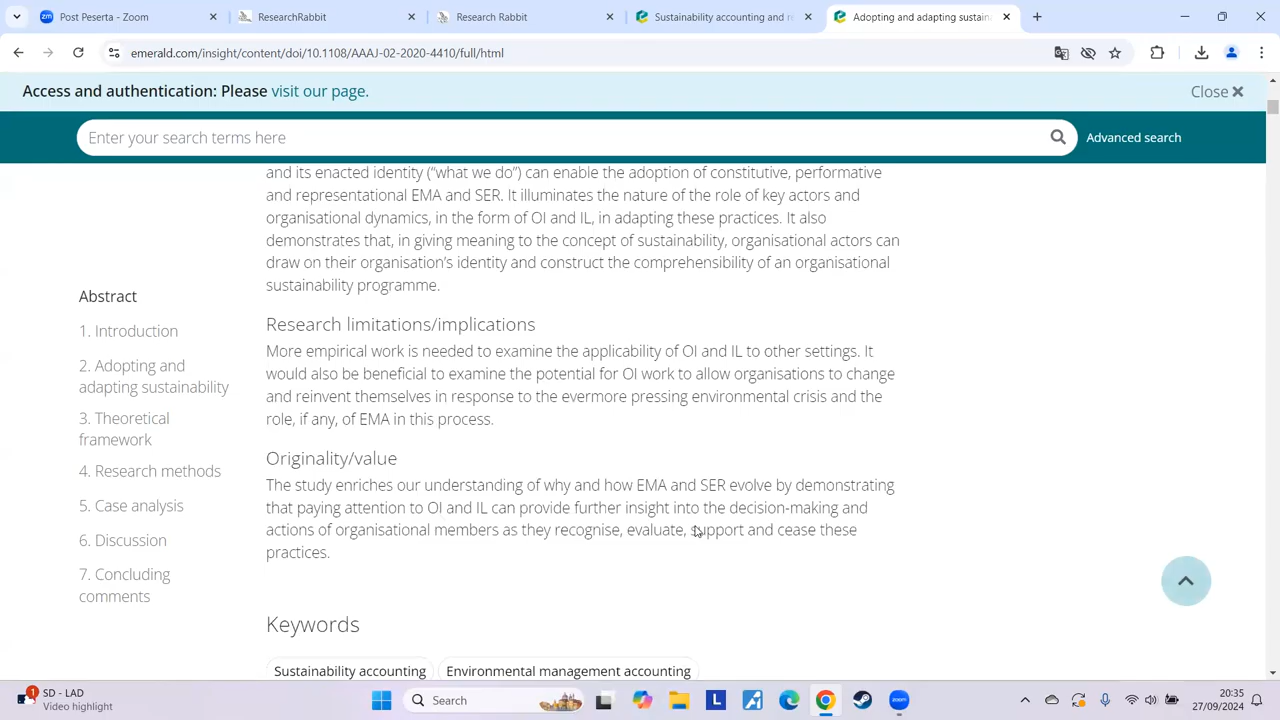 zm Post Peserta - Zoom
ResearchRabbit
Research Rabbit
Sustainability accounting and r
Adopting and adapting sustain
emerald.com/insight/content/doi/10.1108/AAAJ-02-2020-4410/full/html
Access and authentication: Please visit our page.
Close
Enter your search terms here
Advanced search
and its enacted identity (“what we do”) can enable the adoption of constitutive, performative
and representational EMA and SER. It illuminates the nature of the role of key actors and
organisational dynamics, in the form of OI and IL, in adapting these practices. It also
demonstrates that, in giving meaning to the concept of sustainability, organisational actors can
draw on their organisation’s identity and construct the comprehensibility of an organisational
sustainability programme.
Abstract
1. Introduction
2. Adopting and
adapting sustainability
3. Theoretical
framework
4. Research methods
5. Case analysis
6. Discussion
7. Concluding
comments
Research limitations/implications
More empirical work is needed to examine the applicability of OI and IL to other settings. It
would also be beneficial to examine the potential for OI work to allow organisations to change
and reinvent themselves in response to the evermore pressing environmental crisis and the
role, if any, of EMA in this process.
Originality/value
The study enriches our understanding of why and how EMA and SER evolve by demonstrating
that paying attention to OI and IL can provide further insight into the decision-making and
actions of organisational members as they recognise, evaluate, support and cease these
practices.
Keywords
Sustainability accounting
Environmental management accounting
1
SD - LAD
Video highlight
Search
L
zoom
20:35
27/09/2024